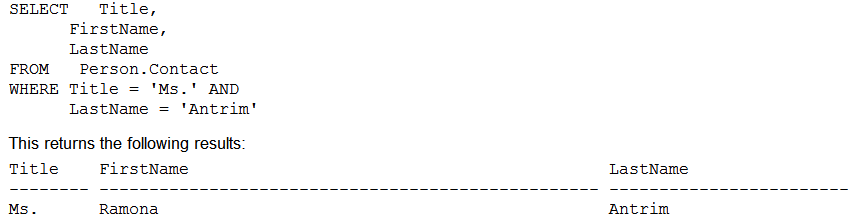 SELECT   Title,
      FirstName,
      LastName
FROM   Person.Contact
WHERE Title = 'Ms.' AND
      LastName = 'Antrim'
This returns the following results:
Title    FirstName                                          LastName
-------- -------------------------------------------------- ------------------------
Ms.      Ramona                                             Antrim